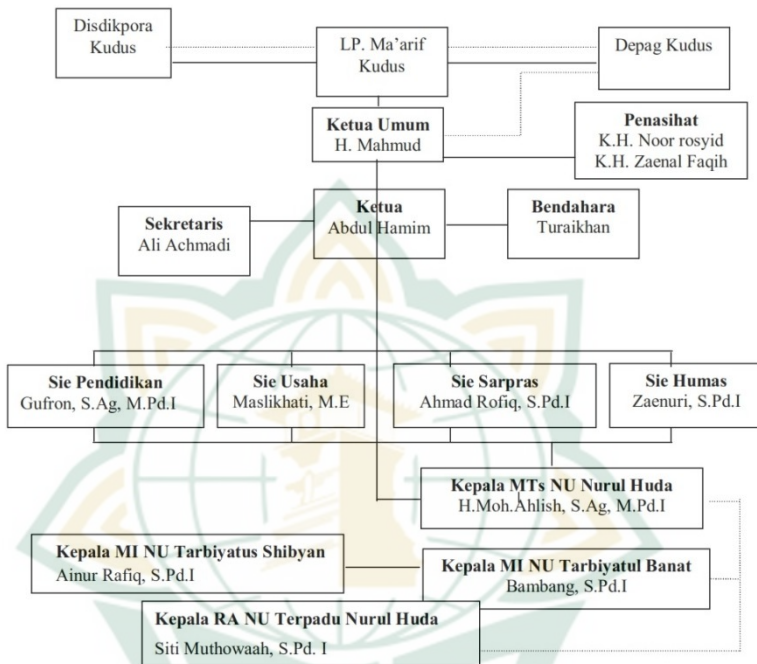 Disdikpora
Kudus
LP. Ma'arif
Kudus
Depag Kudus
Ketua Umum
H. Mahmud
Penasihat
K.H. Noor rosyid
K.H. Zaenal Faqih
Sekretaris
Ali Achmadi
Ketua
Abdul Hamim
Bendahara
Turaikhan
Sie Pendidikan
Gufron, S.Ag, M.Pd.I
Sie Usaha
Maslikhati, M.E
Sie Sarpras
Ahmad Rofiq, S.Pd.I
Sie Humas
Zaenuri, S.Pd.I
Kepala MTs NU Nurul Huda
H.Moh.Ahlish, S.Ag, M.Pd.I
Kepala MI NU Tarbiyatus Shibyan
Ainur Rafiq, S.Pd.I
Kepala MI NU Tarbiyatul Banat
Bambang, S.Pd.I
Kepala RA NU Terpadu Nurul Huda
Siti Muthowaah, S.Pd. I